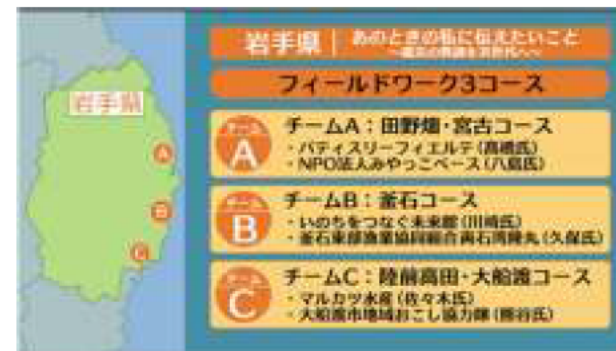 岩手県
A
B
C
岩手県 | あのときの私に伝えたいこと
〜震災の教訓を次世代へ〜
フィールドワーク3コース
チーム
A
チームA：田野畑・宮古コース
・パティスリーフィエルテ（髙橋氏）
・NPO法人みやっこベース（八島氏）
チーム
B
チームB：釜石コース
・いのちをつなぐ未来館（川崎氏）
・釜石東部漁業協同組合両石湾隆丸（久保氏）
チーム
C
チームC：陸前高田・大船渡コース
・マルカツ水産（佐々木氏）
・大船渡市地域おこし協力隊（熊谷氏）